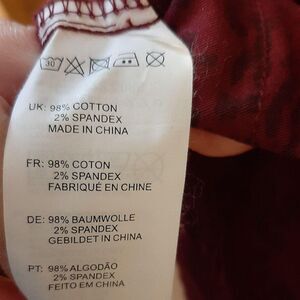 30
UK: 98% COTTON
2% SPANDEX
MADE IN CHINA
FR: 98% COTON
2% SPANDEX
FABRIQUÉ EN CHINE
DE: 98% BAUMWOLLE
2% SPANDEX
GEBILDET IN CHINA
PT: 98% ALGODÃO
2% SPANDEX
FEITO EM CHINA